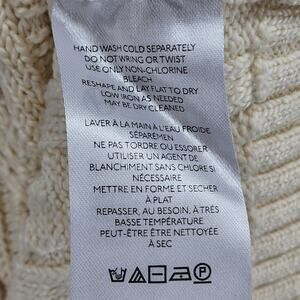 HAND WASH COLD SEPARATELY
DO NOT WRING OR TWIST
USE ONLY NON-CHLORINE
BLEACH
RESHAPE AND LAY FLAT TO DRY
LOW IRON AS NEEDED
MAY BE DRY CLEANED
LAVER À LA MAIN À L'EAU FROIDE
SÉPARÉMEN
NE PAS TORDRE OU ESSORER
UTILISER UN AGENT DE
BLANCHIMENT SANS CHLORE SI
NÉCESSAIRE
METTRE EN FORME ET SECHER
À PLAT
REPASSER, AU BESOIN, À TRÈS
BASSE TEMPÉRATURE
PEUT-ÊTRE ÊTRE NETTOYÉE
À SEC
P